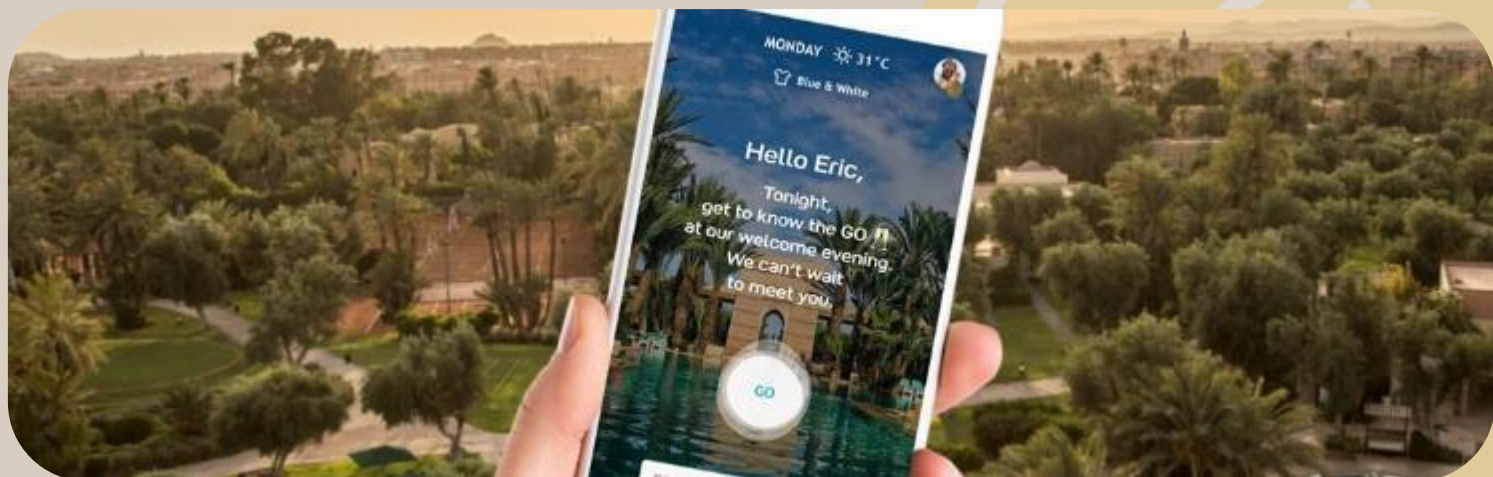 MONDAY 31°C
Blue & White
Hello Eric,
Tonight,
get to know the GO
at our welcome evening.
We can't wait
to meet you.
GO